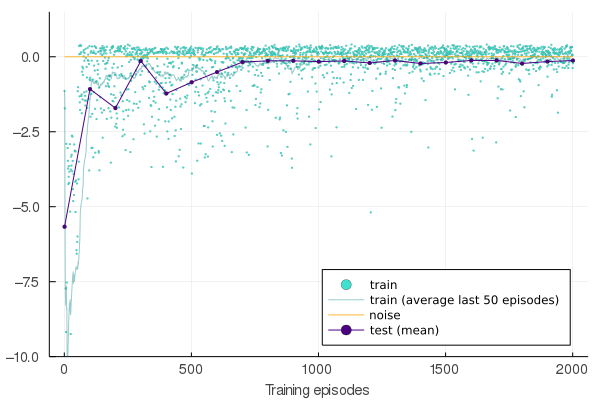 0.0
−2.5
−5.0
−7.5
−10.0
0
500
1000
1500
2000
Training episodes
train
train (average last 50 episodes)
noise
test (mean)